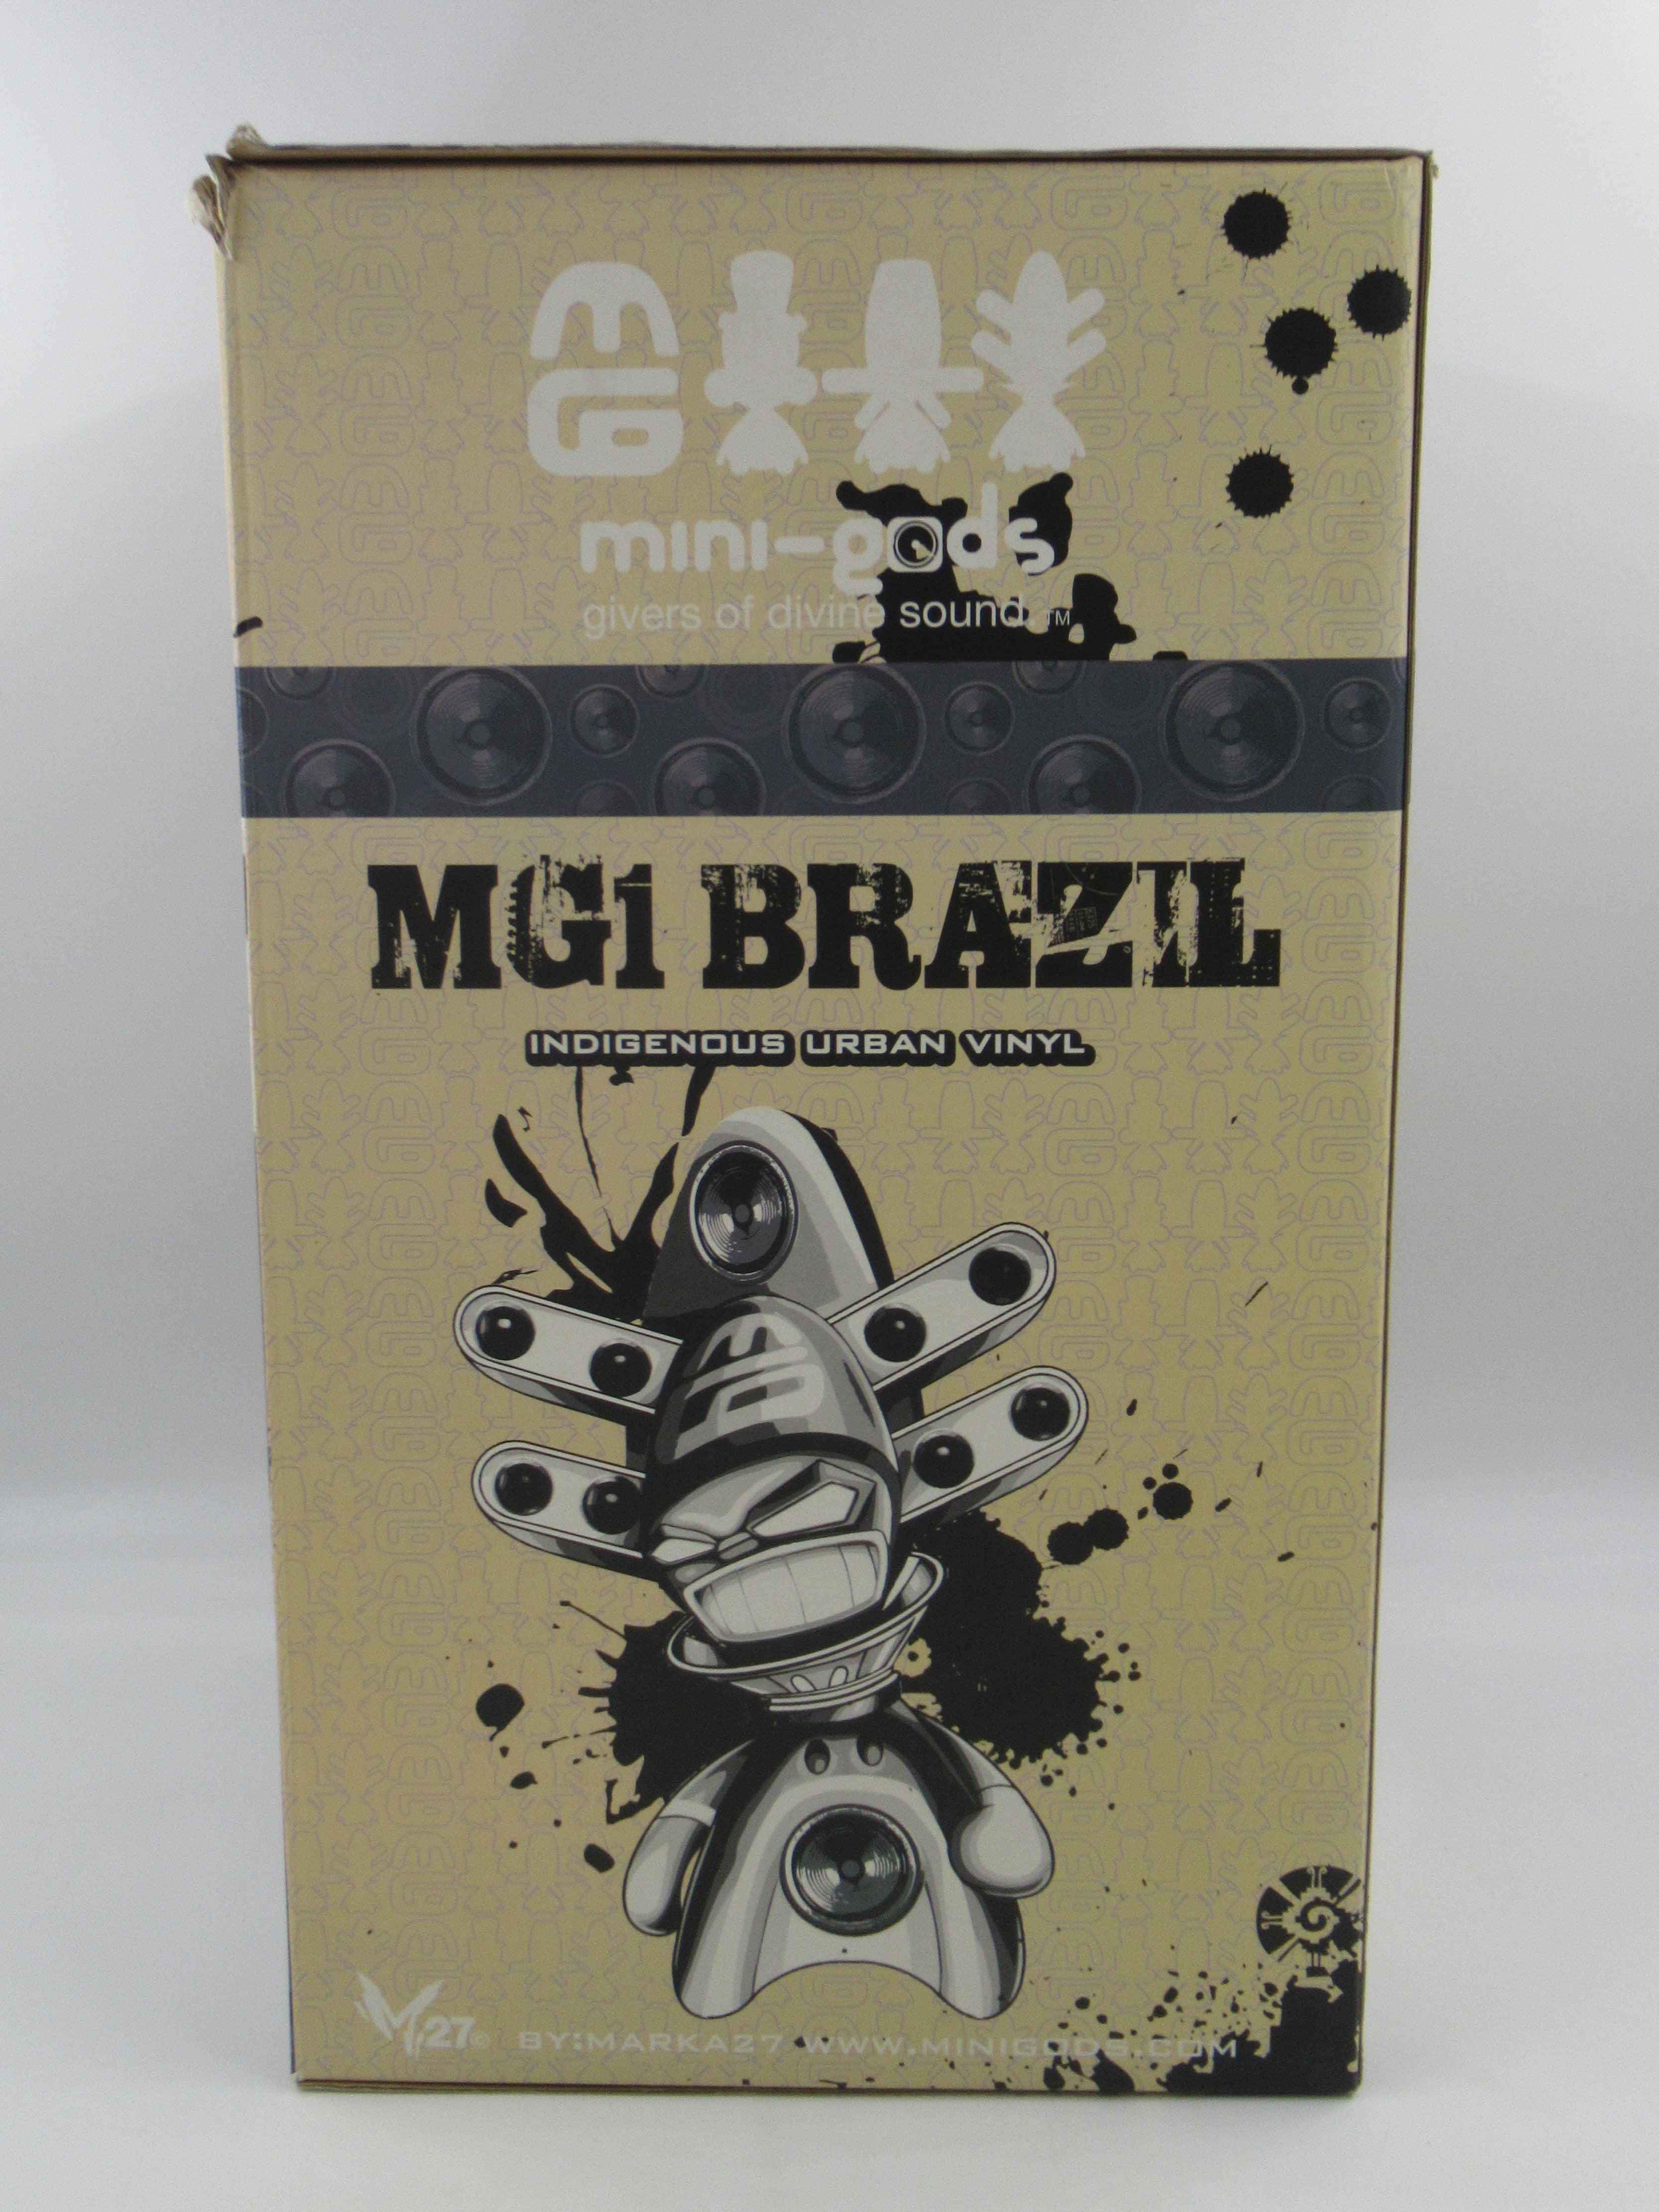 mG
mini-gods
givers of divine sound.™
MG1 BRAZIL
INDIGENOUS URBAN VINYL
mG
M27© BY:MARKA27 WWW.MINIGODS.COM